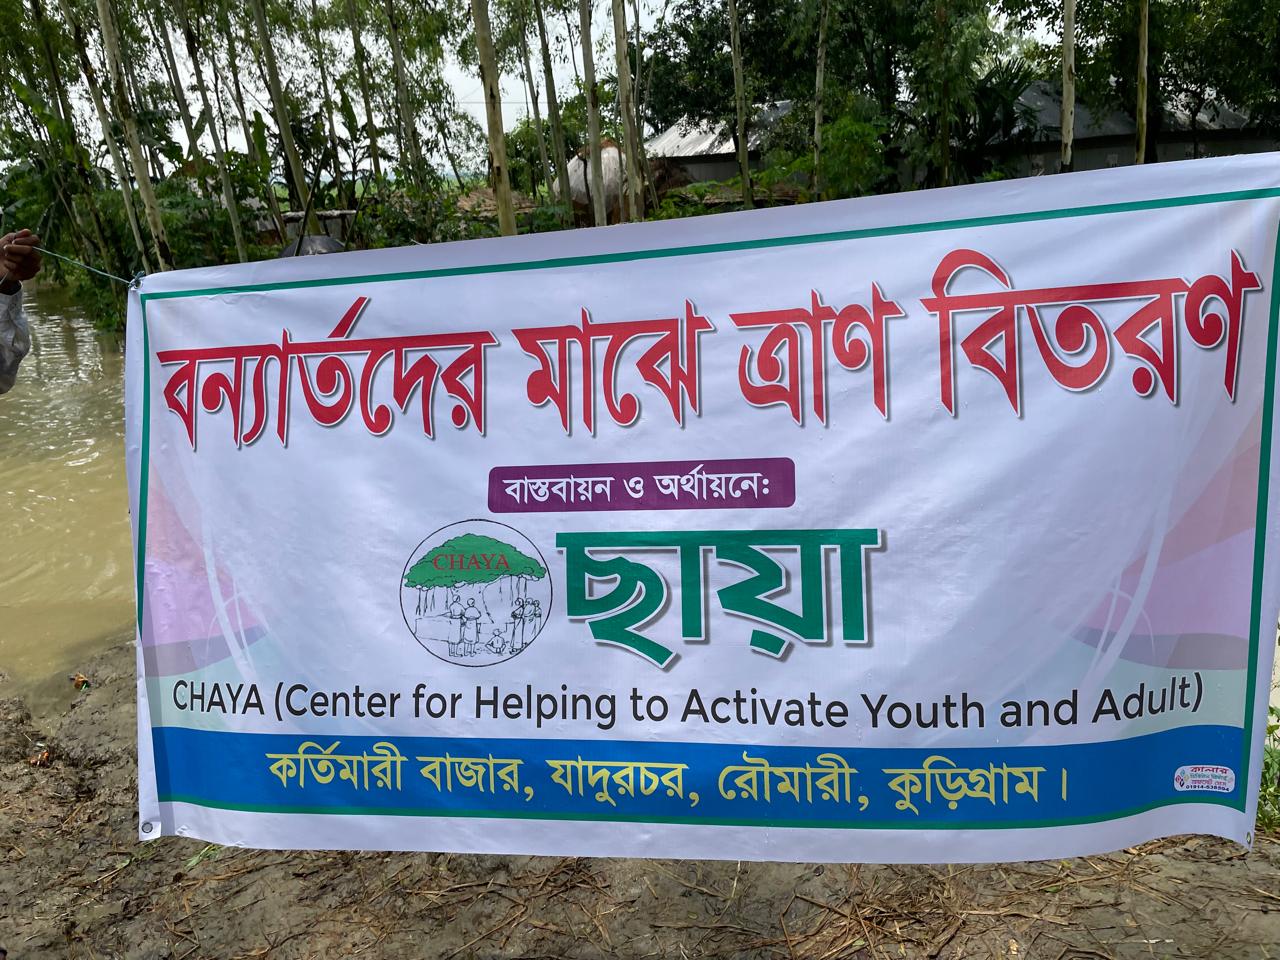 বন্যার্তদের মাঝে ত্রাণ বিতরণ
বাস্তবায়ন ও অর্থায়নে:
CHAYA
ছায়া
CHAYA (Center for Helping to Activate Youth and Adult)
কর্তিমারী বাজার, যাদুরচর, রৌমারী, কুড়িগ্রাম।